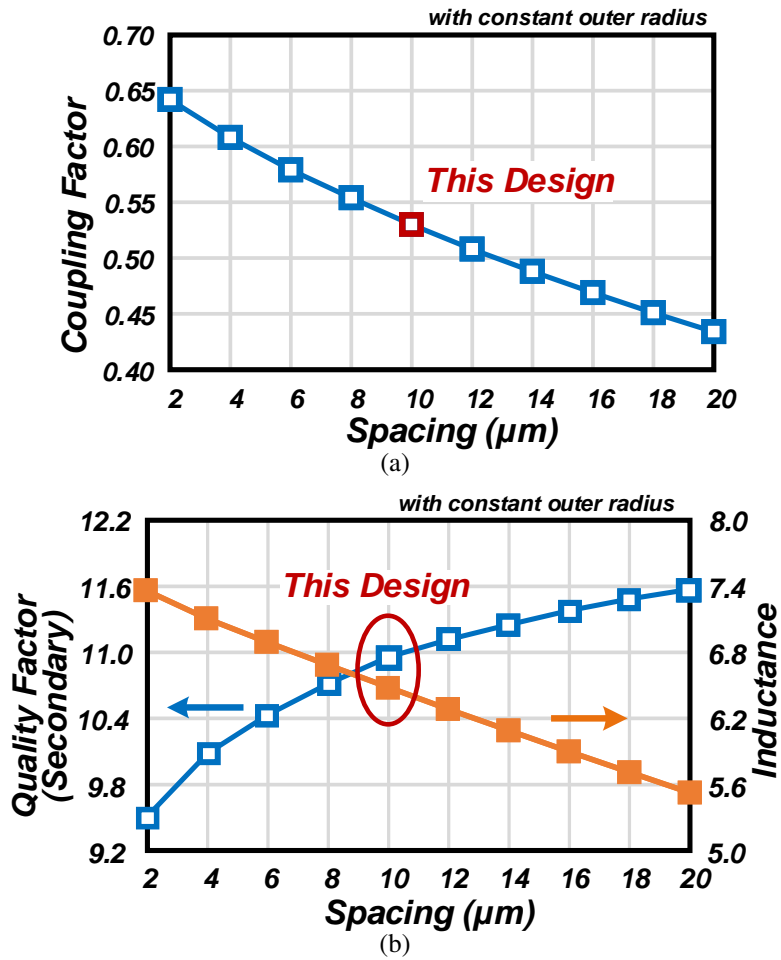 with constant outer radius
0.70
0.65
0.60
0.55
0.50
0.45
0.40
Coupling Factor
This Design
2 4 6 8 10 12 14 16 18 20
Spacing (μm)
(a)
with constant outer radius
12.2
11.6
11.0
10.4
9.8
9.2
Quality Factor
(Secondary)
This Design
8.0
7.4
6.8
6.2
5.6
5.0
Inductance
2 4 6 8 10 12 14 16 18 20
Spacing (μm)
(b)